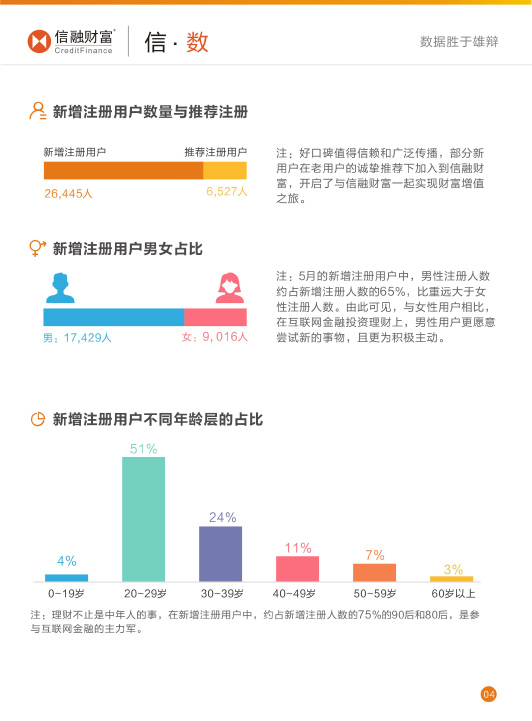 信融财富®
CreditFinance
信·数
数据胜于雄辩
新增注册用户数量与推荐注册
新增注册用户
推荐注册用户
26,445人
6,527人
注：好口碑值得信赖和广泛传播，部分新
用户在老用户的诚挚推荐下加入到信融财
富，开启了与信融财富一起实现财富增值
之旅。
新增注册用户男女占比
男：17,429人
女：9,016人
注：5月的新增注册用户中，男性注册人数
约占新增注册人数的65%，比重远大于女
性注册人数。由此可见，与女性用户相比，
在互联网金融投资理财上，男性用户更愿意
尝试新的事物，且更为积极主动。
新增注册用户不同年龄层的占比
4%
51%
24%
11%
7%
3%
0-19岁
20-29岁
30-39岁
40-49岁
50-59岁
60岁以上
注：理财不止是中年人的事，在新增注册用户中，约占新增注册人数的75%的90后和80后，是参
与互联网金融的主力军。
04